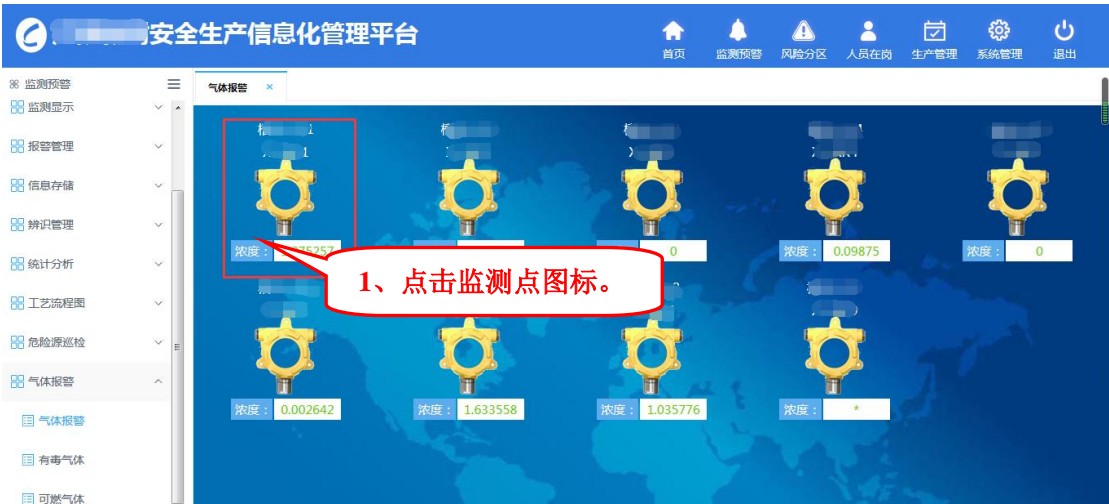 安全生产信息化管理平台
首页 监测预警 风险分区 人员在岗 生产管理 系统管理 退出
监测预警
气体报警 ×
监测显示
报警管理
信息存储
辨识管理
统计分析
工艺流程图
危险源巡检
气体报警
气体报警
有毒气体
可燃气体
浓度： 浓度： 0 浓度： 0.09875 浓度： 0
1、点击监测点图标。
浓度： 0.002642 浓度： 1.633558 浓度： 1.035776 浓度： *